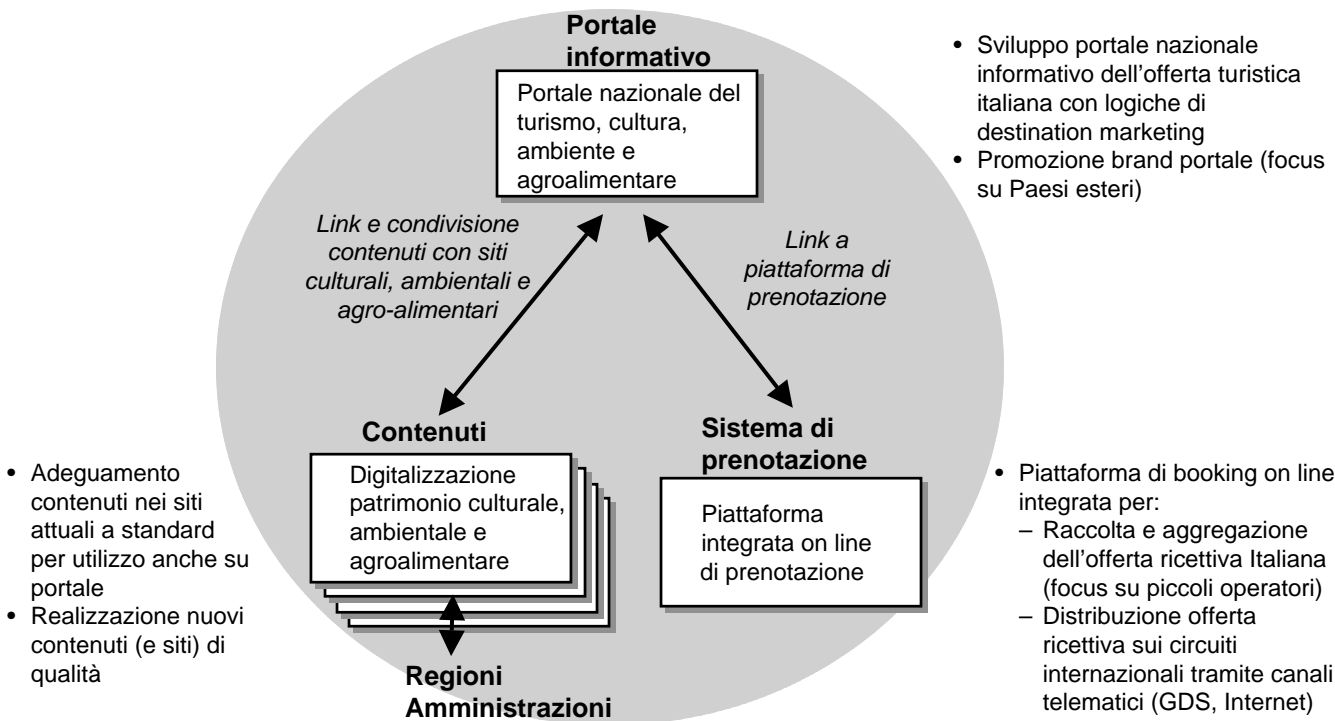 Portale
informativo
Portale nazionale del
turismo, cultura,
ambiente e
agroalimentare
• Sviluppo portale nazionale
informativo dell’offerta turistica
italiana con logiche di
destination marketing
• Promozione brand portale (focus
su Paesi esteri)
Link e condivisione
contenuti con siti
culturali, ambientali e
agro-alimentari
Link a
piattaforma di
prenotazione
Contenuti
Digitalizzazione
patrimonio culturale,
ambientale e
agroalimentare
Sistema di
prenotazione
Piattaforma
integrata on line
di prenotazione
• Adeguamento
contenuti nei siti
attuali a standard
per utilizzo anche su
portale
• Realizzazione nuovi
contenuti (e siti) di
qualità
Regioni
Amministrazioni
• Piattaforma di booking on line
integrata per:
– Raccolta e aggregazione
dell’offerta ricettiva Italiana
(focus su piccoli operatori)
– Distribuzione offerta
ricettiva sui circuiti
internazionali tramite canali
telematici (GDS, Internet)